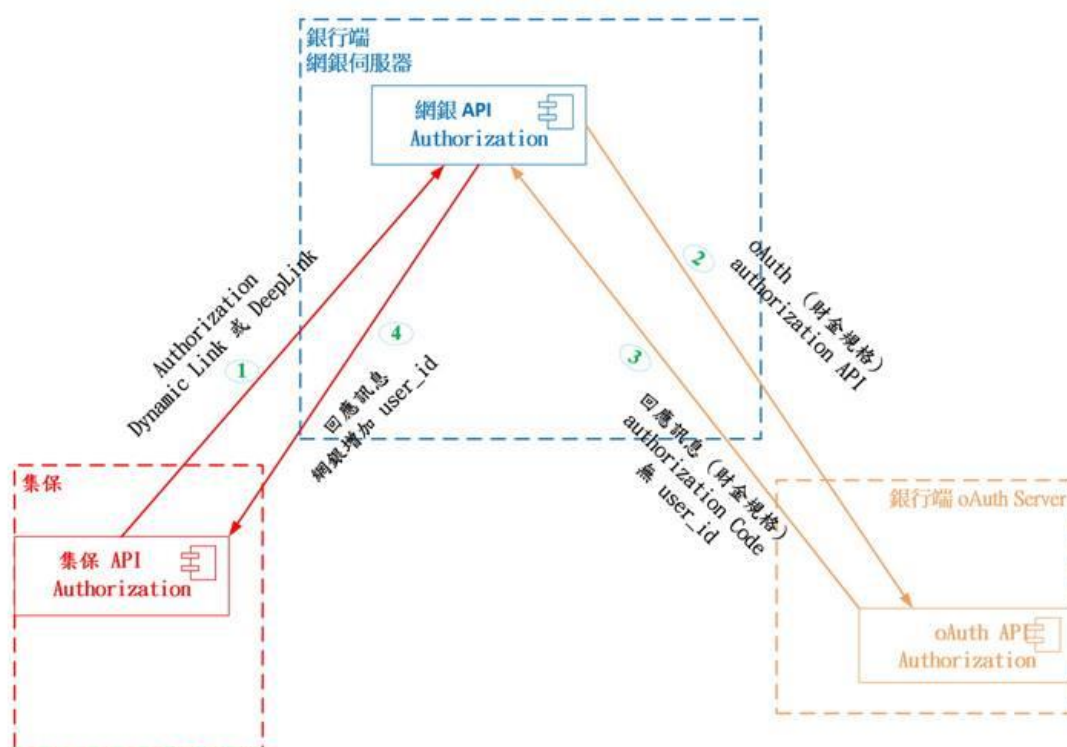 銀行端
網銀伺服器
網銀 API
Authorization
Authorization
Dynamic Link 或 DeepLink
1
4
回應訊息
網銀增加 user_id
2
oAuth (財金規格)
authorization API
3
回應訊息 (財金規格)
authorization Code
無 user_id
集保
集保 API
Authorization
銀行端 oAuth Server
oAuth API
Authorization